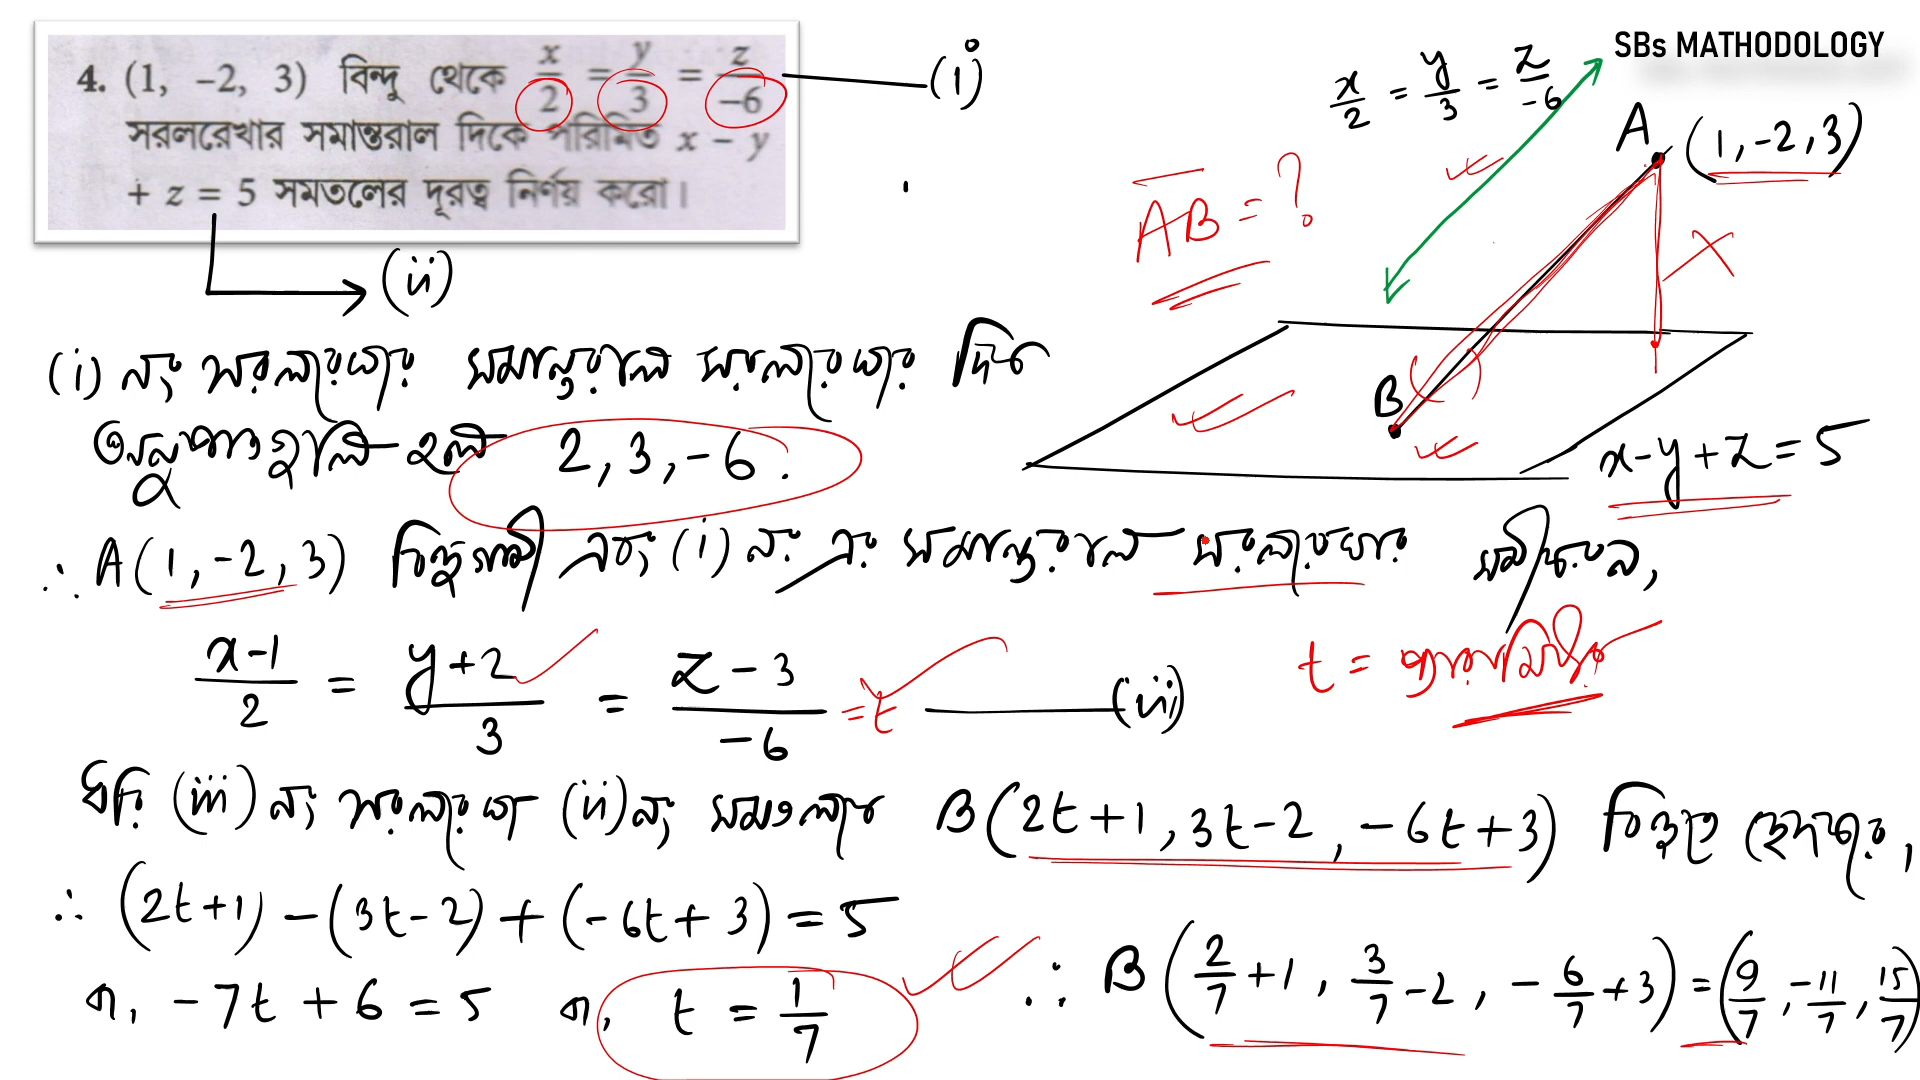 SBs MATHODOLOGY
4. (1, -2, 3) বিন্দু থেকে x/2 = y/3 = z/-6
সরলরেখার সমান্তরাল দিকে পরিমিত x - y
+ z = 5 সমতলের দূরত্ব নির্ণয় করো।
(i)
(ii)
x/2 = y/3 = z/-6
A (1, -2, 3)
AB = ?
B
x-y+z=5
(i) নং সরলরেখার সমান্তরাল সরলরেখার দিক
অনুপাতগুলি হল 2, 3, -6.
∴ A(1, -2, 3) বিন্দুগামী এবং (i) নং এর সমান্তরাল সরলরেখার সমীকরণ,
x-1/2 = y+2/3 = z-3/-6 = t (iii)
t =
ধরি (iii) নং সরলরেখা (ii) নং সমতলকে B(2t+1, 3t-2, -6t+3) বিন্দুতে ছেদ করে,
∴ (2t+1) - (3t-2) + (-6t+3) = 5
বা, -7t + 6 = 5 বা, t = 1/7
∴ B(2/7 +1, 3/7 -2, -6/7 +3) = (9/7, -11/7, 15/7)